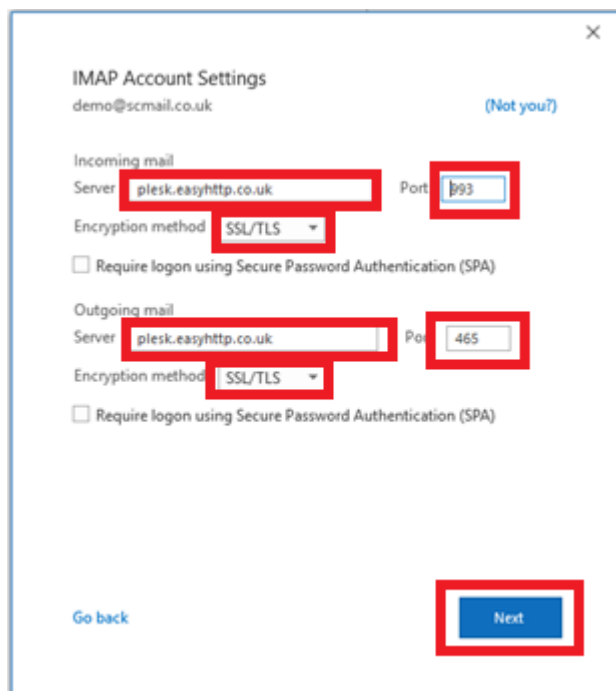 IMAP Account Settings
demo@scmail.co.uk (Not you?)
Incoming mail
Server plesk.easyhttp.co.uk Port 993
Encryption method SSL/TLS
Require logon using Secure Password Authentication (SPA)
Outgoing mail
Server plesk.easyhttp.co.uk Po 465
Encryption method SSL/TLS
Require logon using Secure Password Authentication (SPA)
Go back Next